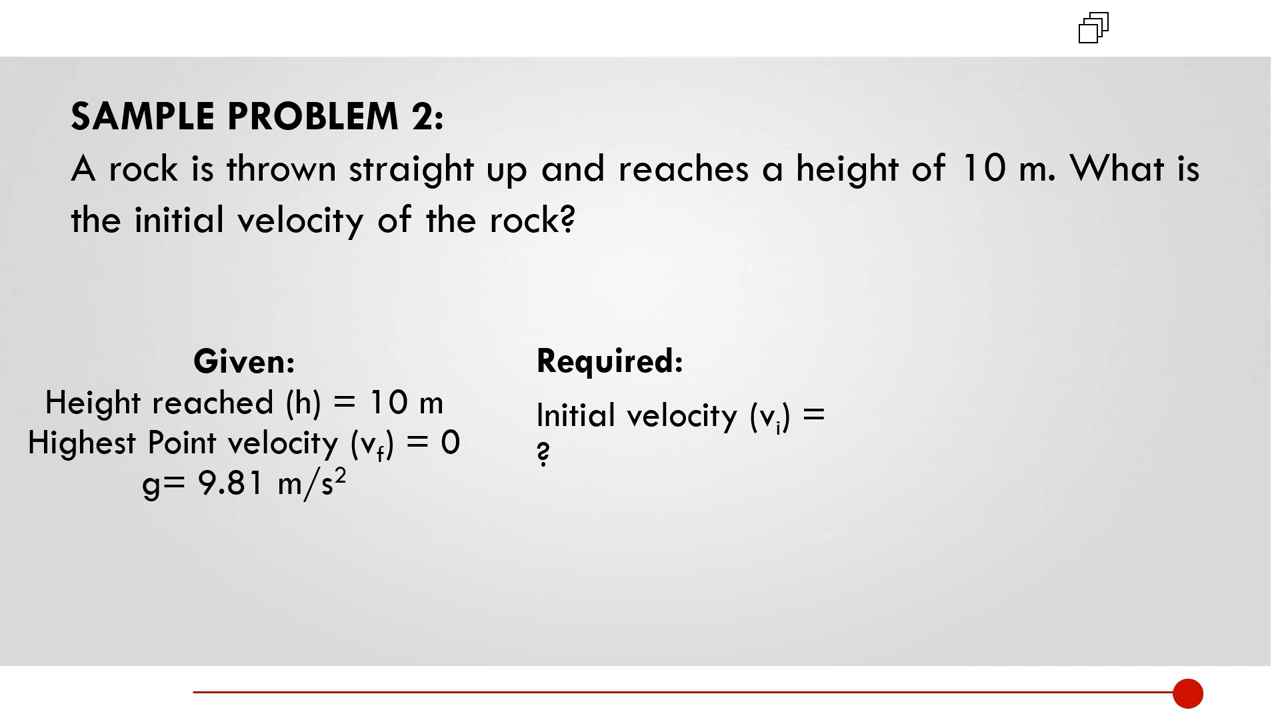 SAMPLE PROBLEM 2:
A rock is thrown straight up and reaches a height of 10 m. What is
the initial velocity of the rock?
Given:
Height reached (h) = 10 m
Highest Point velocity (v_f) = 0
g= 9.81 m/s²
Required:
Initial velocity (vᵢ) =
?